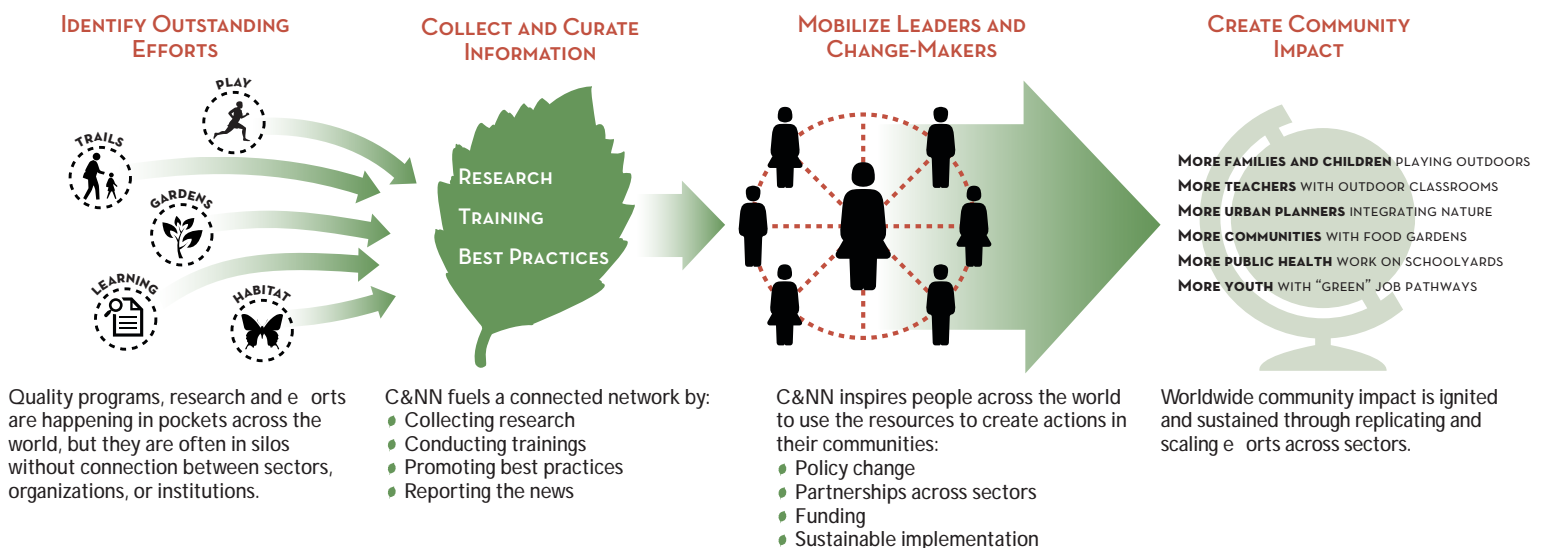 IDENTIFY OUTSTANDING
EFFORTS
PLAY
TRAILS
GARDENS
LEARNING
HABITAT
Quality programs, research and e orts
are happening in pockets across the
world, but they are often in silos
without connection between sectors,
organizations, or institutions.
COLLECT AND CURATE
INFORMATION
RESEARCH
TRAINING
BEST PRACTICES
C&NN fuels a connected network by:
Collecting research
Conducting trainings
Promoting best practices
Reporting the news
MOBILIZE LEADERS AND
CHANGE-MAKERS
C&NN inspires people across the world
to use the resources to create actions in
their communities:
Policy change
Partnerships across sectors
Funding
Sustainable implementation
CREATE COMMUNITY
IMPACT
MORE FAMILIES AND CHILDREN PLAYING OUTDOORS
MORE TEACHERS WITH OUTDOOR CLASSROOMS
MORE URBAN PLANNERS INTEGRATING NATURE
MORE COMMUNITIES WITH FOOD GARDENS
MORE PUBLIC HEALTH WORK ON SCHOOLYARDS
MORE YOUTH WITH “GREEN” JOB PATHWAYS
Worldwide community impact is ignited
and sustained through replicating and
scaling e orts across sectors.